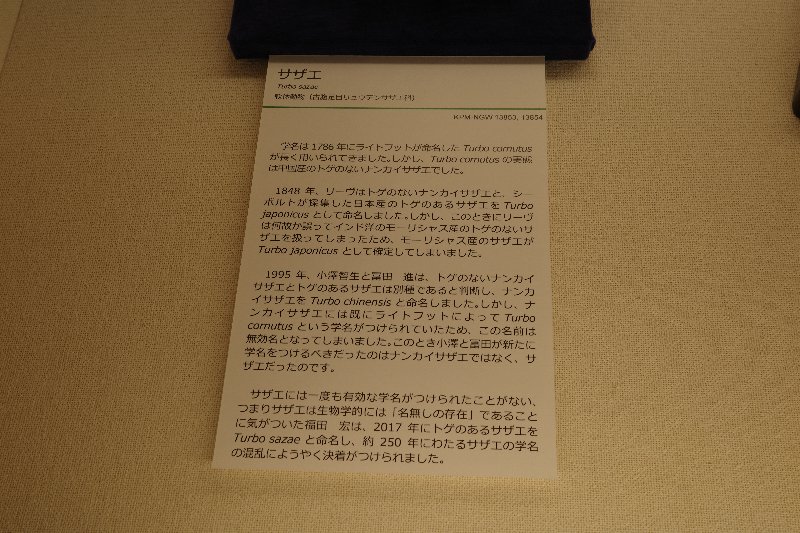 サザエ
Turbo sazae
軟体動物（古腹足目リュウテンサザエ科）
KPM-NGW 13853, 13854
学名は 1786 年にライトフットが命名した Turbo cornutus
が長く用いられてきました。しかし、Turbo cornutus の実態
は中国産のトゲのないナンカイサザエでした。
1848 年、リーヴはトゲのないナンカイサザエと、シー
ボルトが採集した日本産のトゲのあるサザエを Turbo
japonicus として命名しました。しかし、このときにリーヴ
は何故か誤ってインド洋のモーリシャス産のトゲのないサ
ザエを扱ってしまったため、モーリシャス産のサザエが
Turbo japonicus として確定してしまいました。
1995 年、小澤智生と冨田　進は、トゲのないナンカイ
サザエとトゲのあるサザエは別種であると判断し、ナンカ
イサザエを Turbo chinensis と命名しました。しかし、ナ
ンカイサザエには既にライトフットによって Turbo
cornutus という学名がつけられていたため、この名前は
無効名となってしまいました。このとき小澤と冨田が新たに
学名をつけるべきだったのはナンカイサザエではなく、サ
ザエだったのです。
サザエには一度も有効な学名がつけられたことがない、
つまりサザエは生物学的には「名無しの存在」であること
に気がついた福田　宏は、2017 年にトゲのあるサザエを
Turbo sazae と命名し、約 250 年にわたるサザエの学名
の混乱にようやく決着がつけられました。